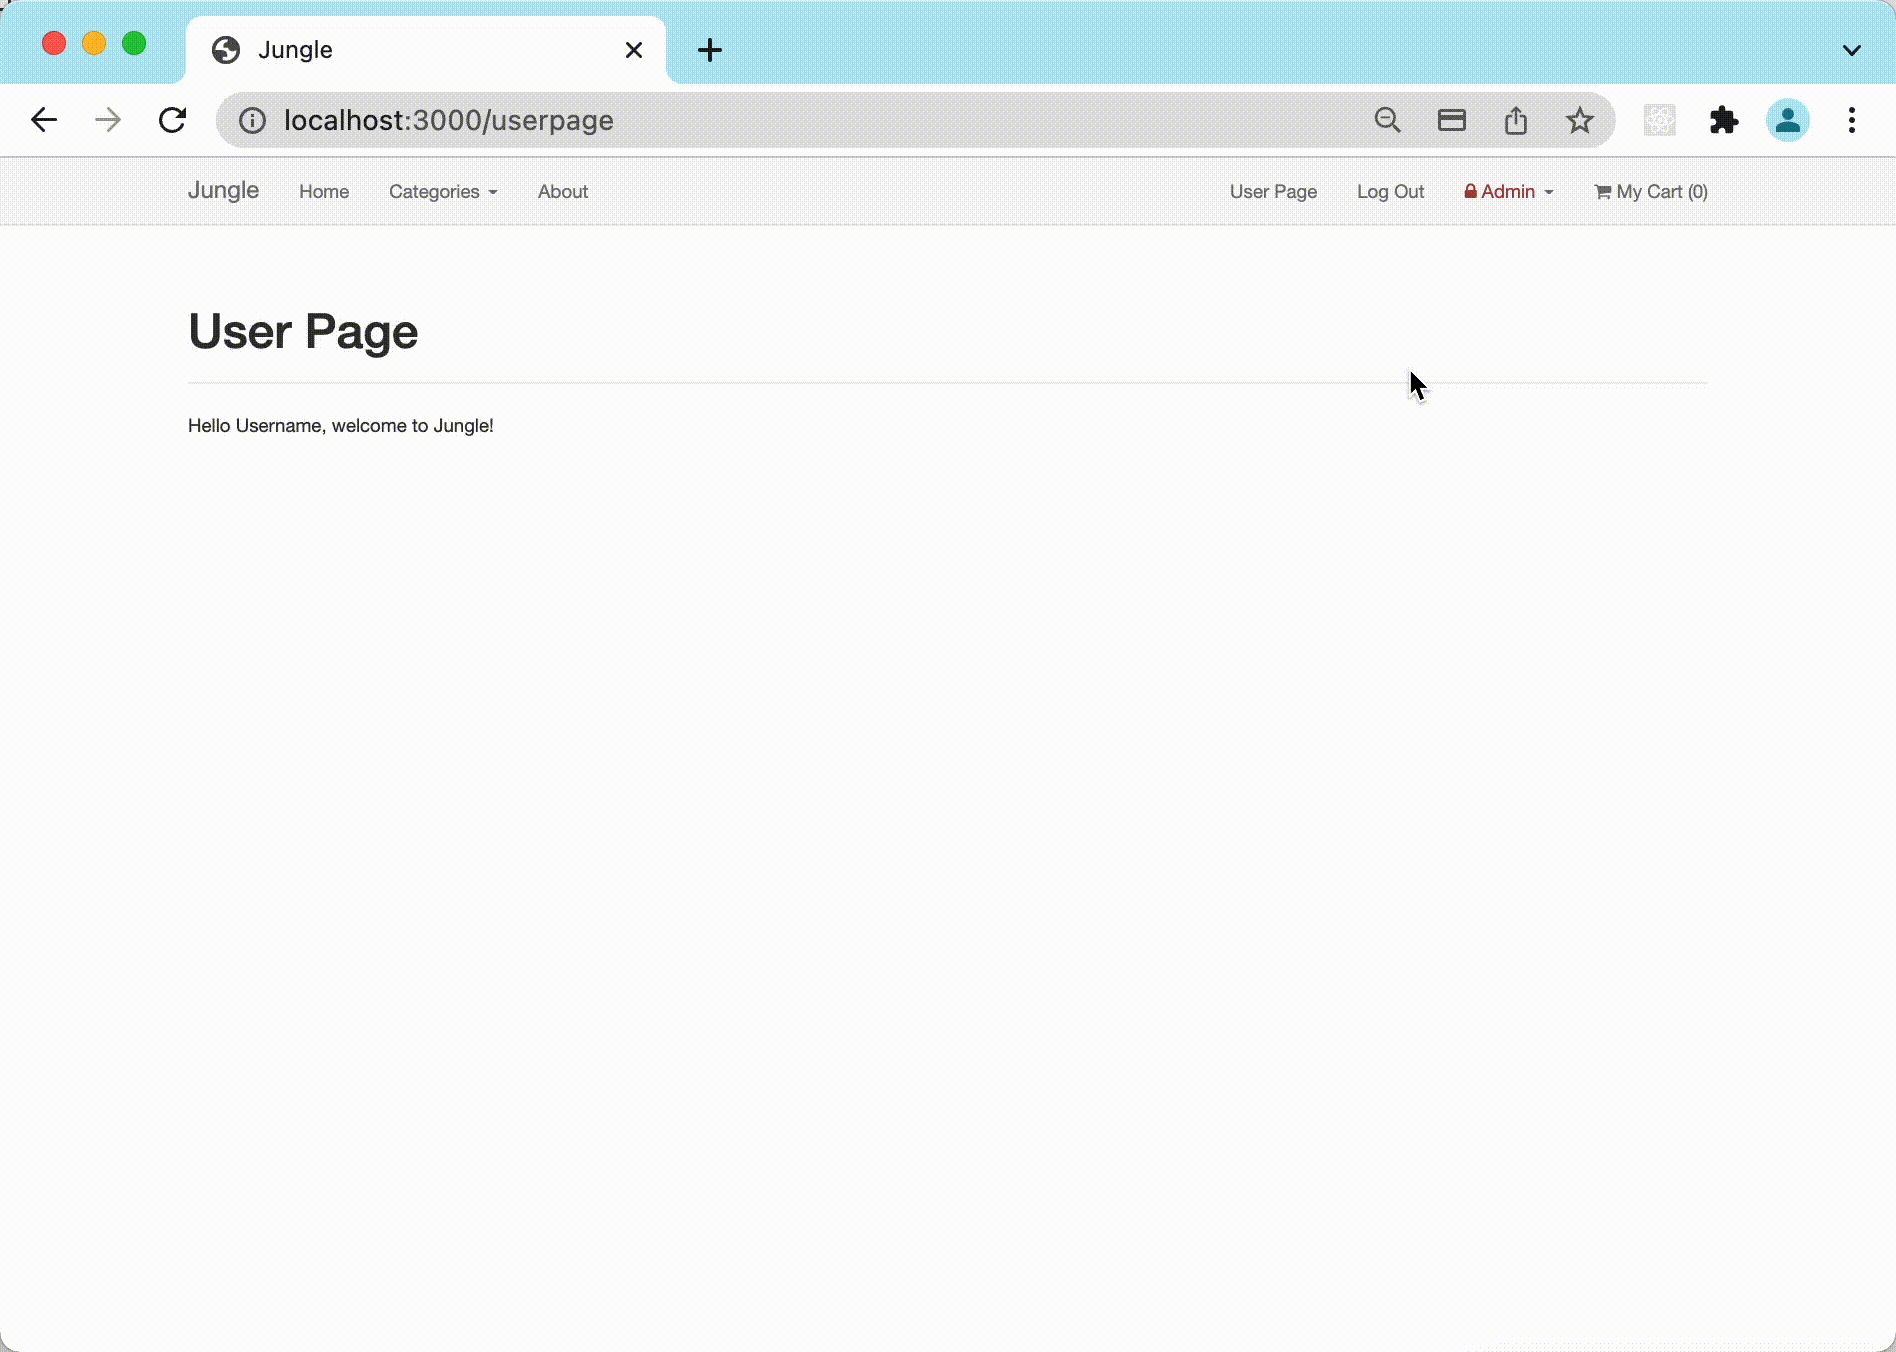 Jungle
localhost:3000/userpage
Jungle Home Categories About User Page Log Out Admin My Cart (0)
User Page
Hello Username, welcome to Jungle!